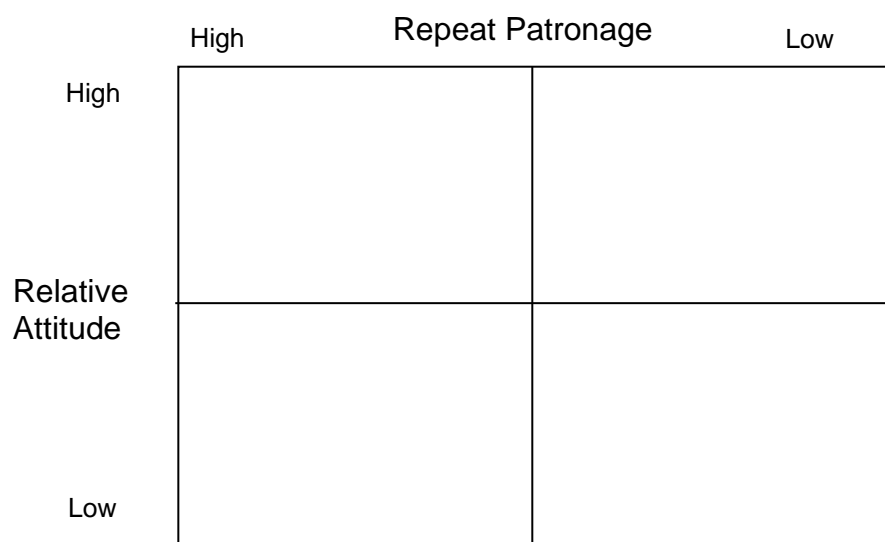 High Repeat Patronage Low
High
Relative
Attitude
Low